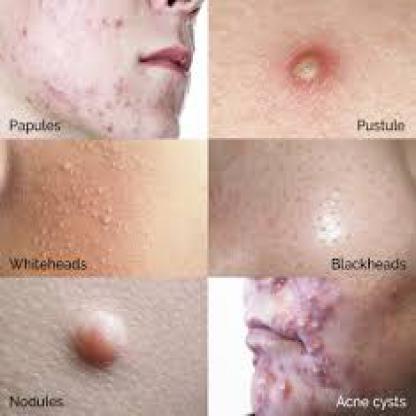 Papules
Pustule
Whiteheads
Blackheads
Nodules
Acne cysts